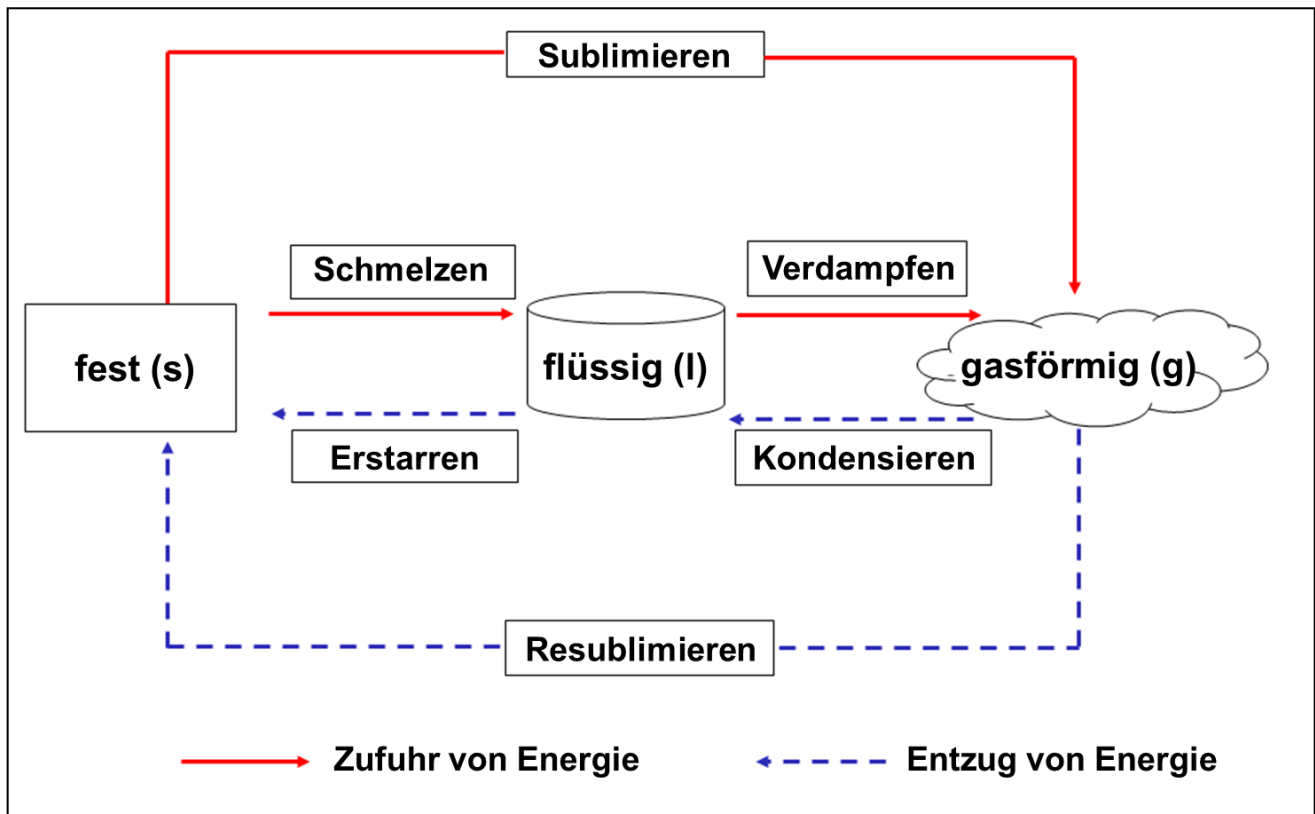 Sublimieren
Schmelzen
Verdampfen
fest (s)
flüssig (l)
gasförmig (g)
Erstarren
Kondensieren
Resublimieren
Zufuhr von Energie
Entzug von Energie